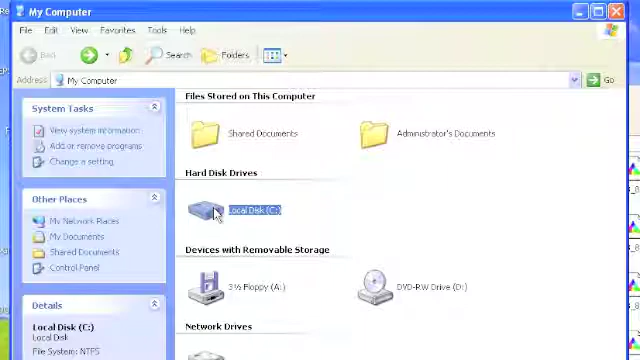 My Computer
File Edit View Favorites Tools Help
Back Search Folders
Address My Computer Go
System Tasks
View system information
Add or remove programs
Change a setting
Other Places
My Network Places
My Documents
Shared Documents
Control Panel
Details
Local Disk (C:)
Local Disk
File System: NTFS
Files Stored on This Computer
Shared Documents
Administrator's Documents
Hard Disk Drives
Local Disk (C:)
Devices with Removable Storage
3½ Floppy (A:)
DVD-RW Drive (D:)
Network Drives